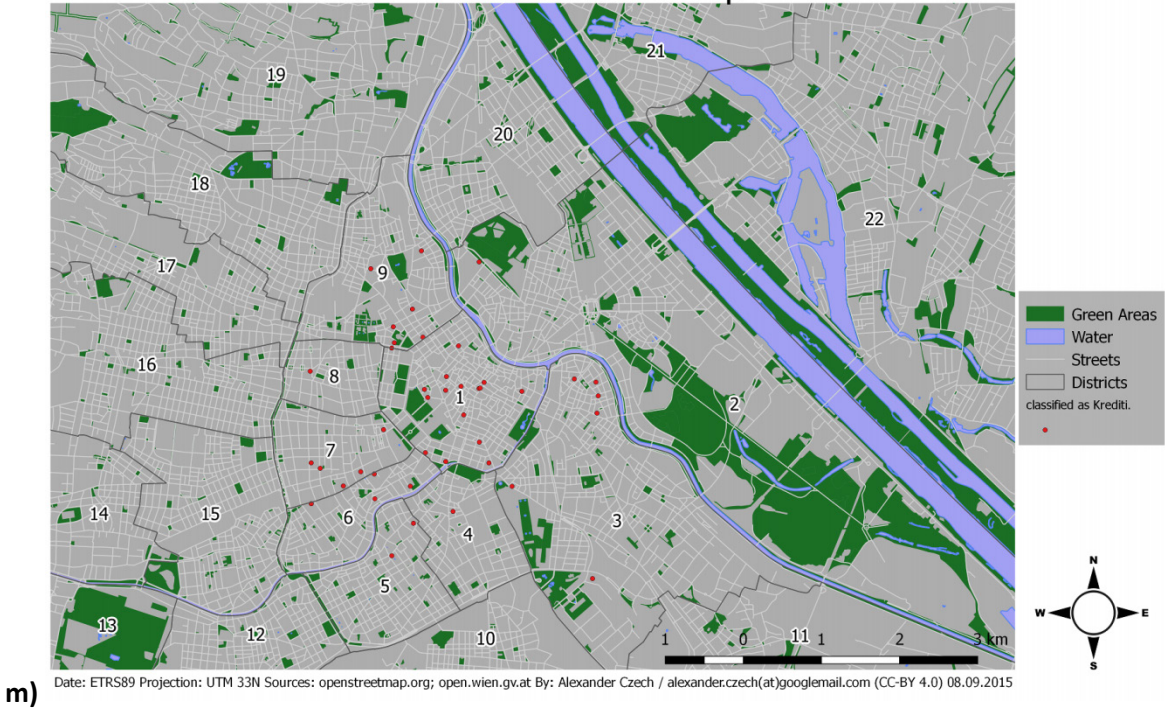 21
19
20
18
22
17
9
16
8
1
2
7
14
15
6
3
4
5
13
12
10
11
Green Areas
Water
Streets
Districts
classified as Krediti.
N
W
E
S
1 0 1 2 3 km
m) Date: ETRS89 Projection: UTM 33N Sources: openstreetmap.org; open.wien.gv.at By: Alexander Czech / alexander.czech(at)googlemail.com (CC-BY 4.0) 08.09.2015